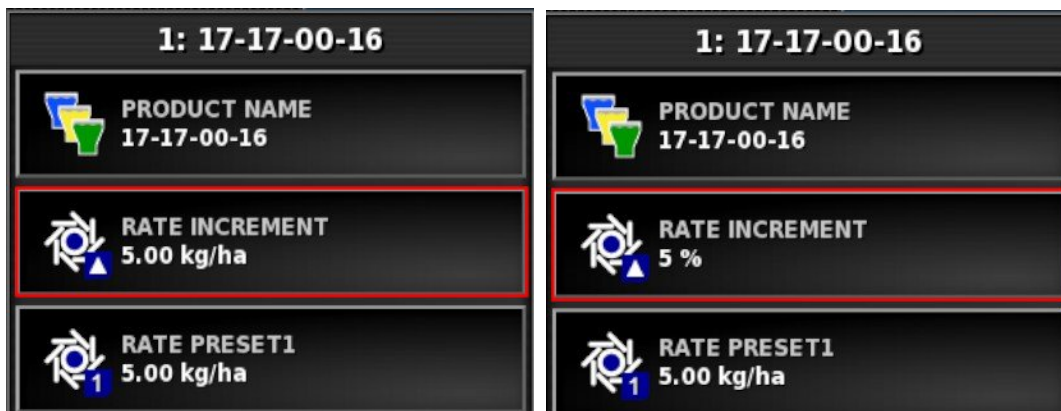 1: 17-17-00-16
PRODUCT NAME
17-17-00-16
RATE INCREMENT
5.00 kg/ha
RATE PRESET1
5.00 kg/ha
1
1: 17-17-00-16
PRODUCT NAME
17-17-00-16
RATE INCREMENT
5 %
RATE PRESET1
5.00 kg/ha
1